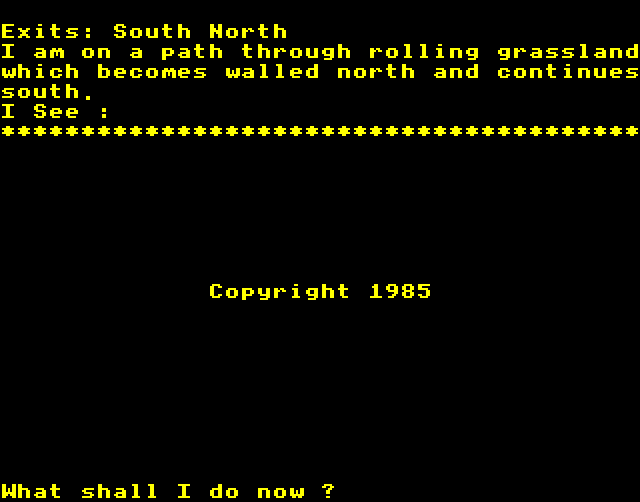 Exits: South North
I am on a path through rolling grassland
which becomes walled north and continues
south.
I See :
****************************************
Copyright 1985
What shall I do now ?